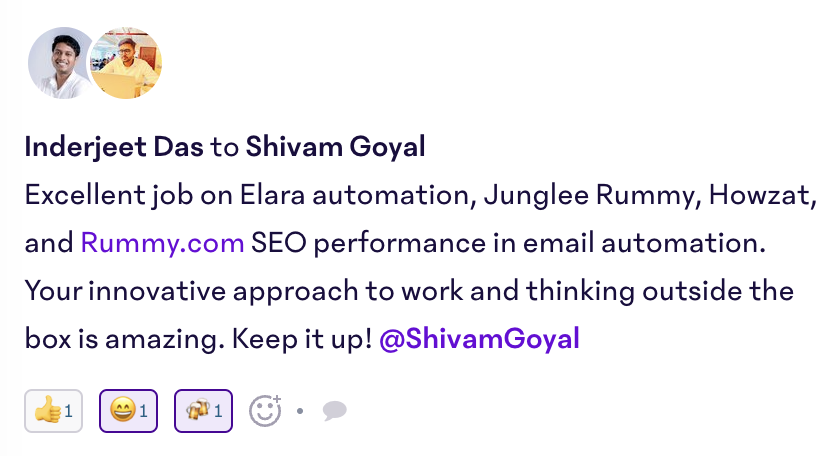 Inderjeet Das to Shivam Goyal
Excellent job on Elara automation, Junglee Rummy, Howzat,
and Rummy.com SEO performance in email automation.
Your innovative approach to work and thinking outside the
box is amazing. Keep it up! @ShivamGoyal
👍1 😄1 🍻1